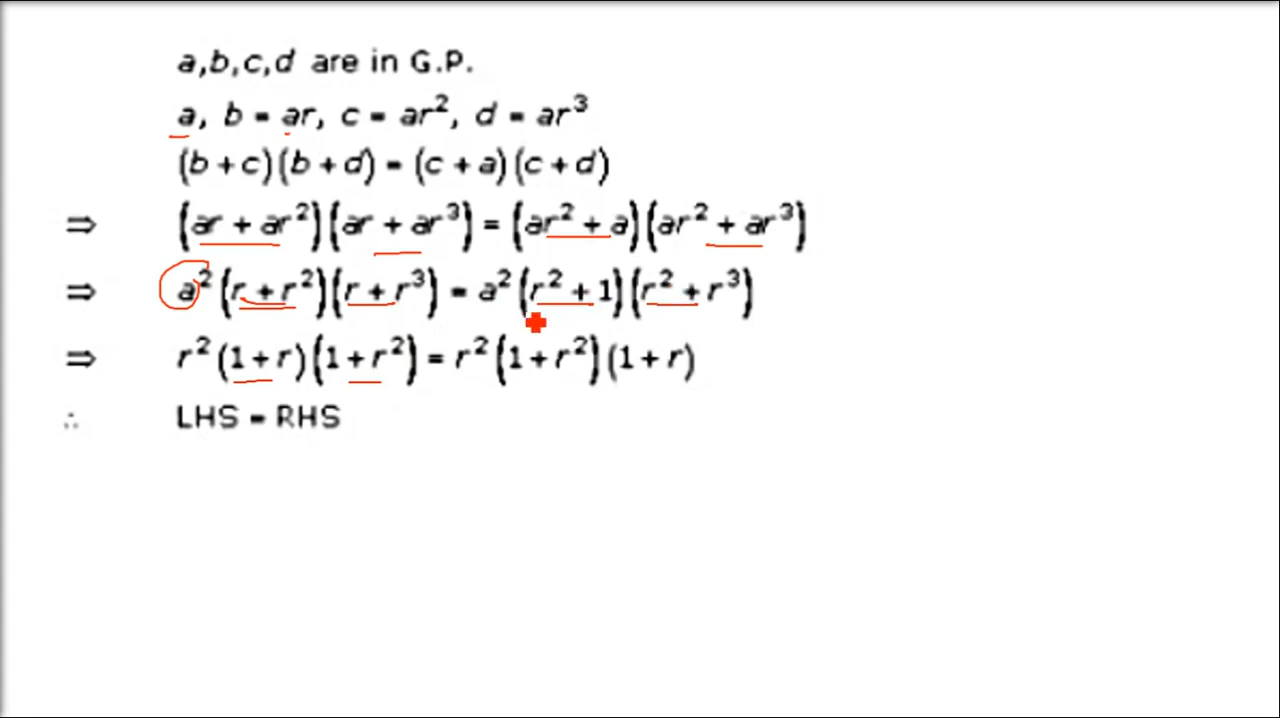 a,b,c,d are in G.P.
a, b = ar, c = ar², d = ar³
(b + c)(b + d) = (c + a)(c + d)
⇒ (ar + ar²)(ar + ar³) = (ar² + a)(ar² + ar³)
⇒ a²(r + r²)(r + r³) = a²(r² + 1)(r² + r³)
⇒ r²(1 + r)(1 + r²) = r²(1 + r²)(1 + r)
∴ LHS = RHS